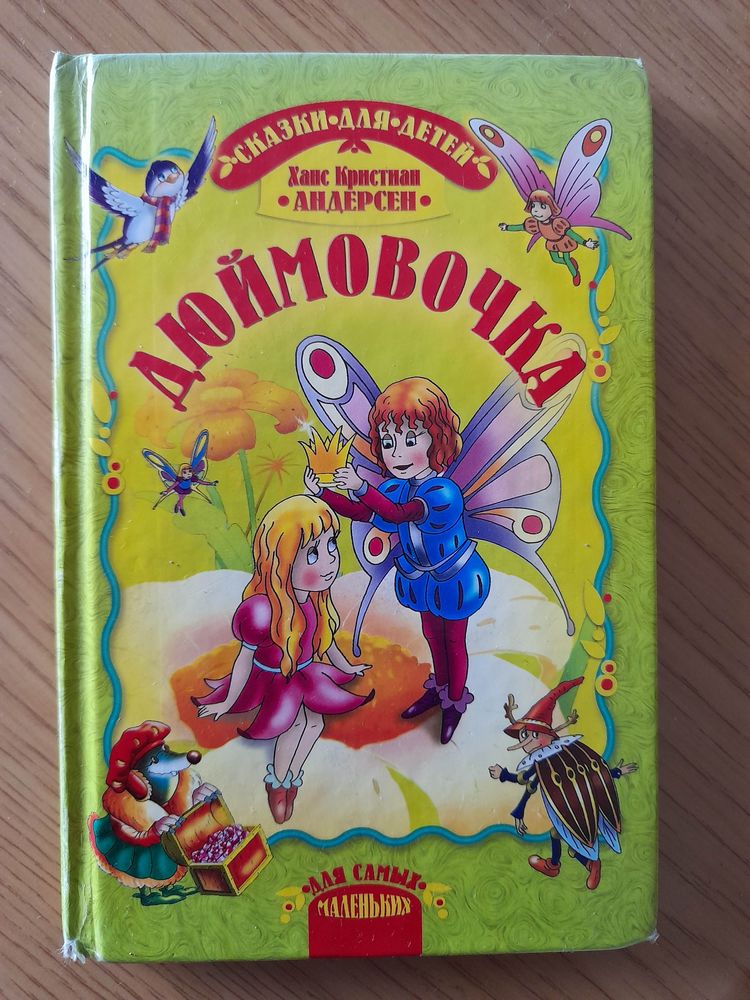 СКАЗКИ•ДЛЯ•ДЕТЕЙ
Ханс Кристиан
•АНДЕРСЕН•
ДЮЙМОВОЧКА
•ДЛЯ САМЫХ•
МАЛЕНЬКИХ